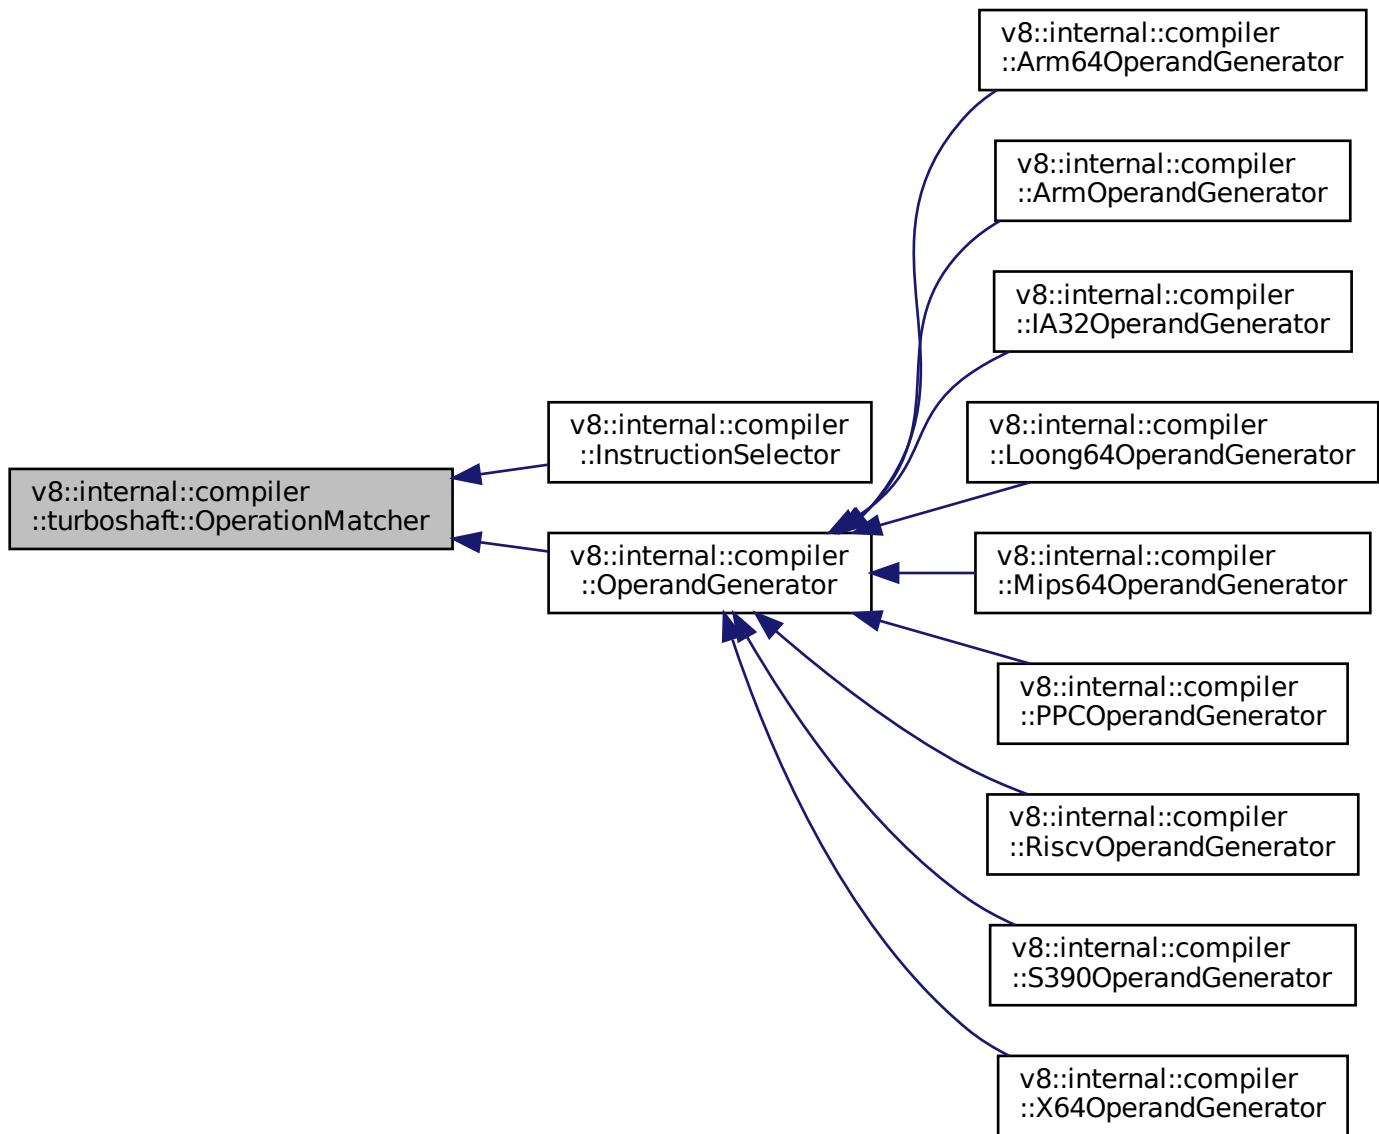 v8::internal::compiler
::Arm64OperandGenerator
v8::internal::compiler
::ArmOperandGenerator
v8::internal::compiler
::IA32OperandGenerator
v8::internal::compiler
::InstructionSelector
v8::internal::compiler
::Loong64OperandGenerator
v8::internal::compiler
::turboshaft::OperationMatcher
v8::internal::compiler
::OperandGenerator
v8::internal::compiler
::Mips64OperandGenerator
v8::internal::compiler
::PPCOperandGenerator
v8::internal::compiler
::RiscvOperandGenerator
v8::internal::compiler
::S390OperandGenerator
v8::internal::compiler
::X64OperandGenerator